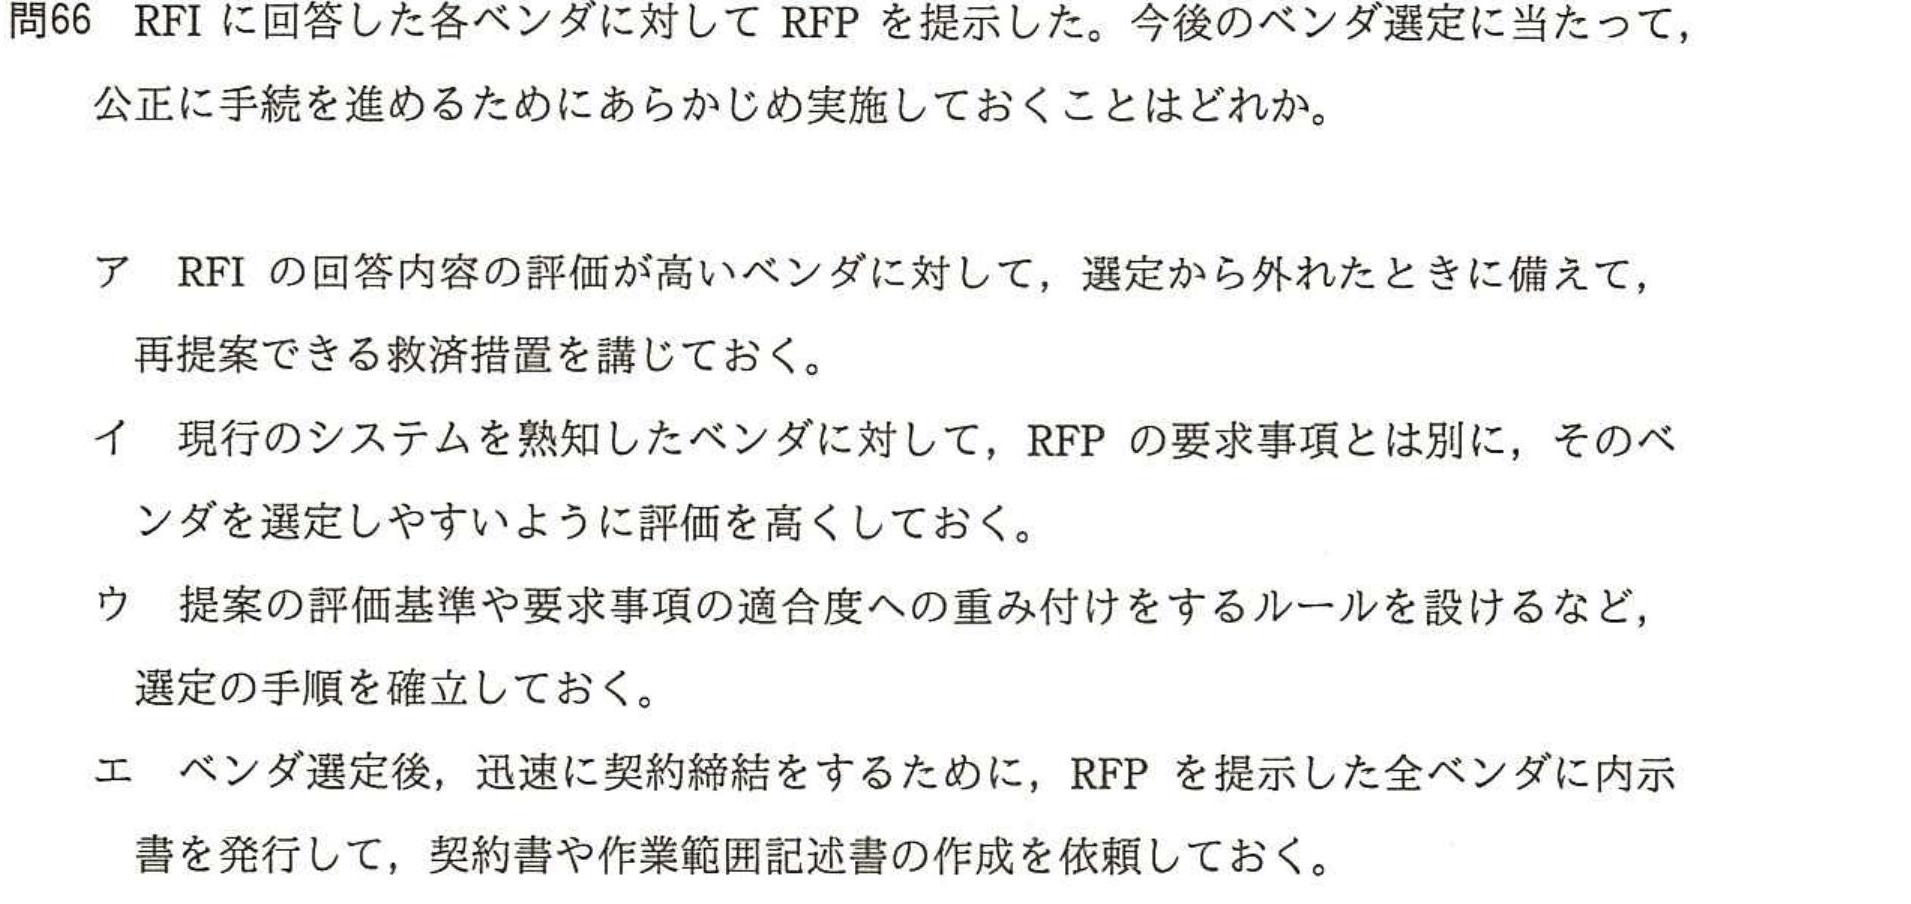 問66 RFI に回答した各ベンダに対して RFP を提示した。今後のベンダ選定に当たって，
公正に手続を進めるためにあらかじめ実施しておくことはどれか。
ア RFI の回答内容の評価が高いベンダに対して，選定から外れたときに備えて，
再提案できる救済措置を講じておく。
イ 現行のシステムを熟知したベンダに対して，RFP の要求事項とは別に，そのベ
ンダを選定しやすいように評価を高くしておく。
ウ 提案の評価基準や要求事項の適合度への重み付けをするルールを設けるなど，
選定の手順を確立しておく。
エ ベンダ選定後，迅速に契約締結をするために，RFP を提示した全ベンダに内示
書を発行して，契約書や作業範囲記述書の作成を依頼しておく。